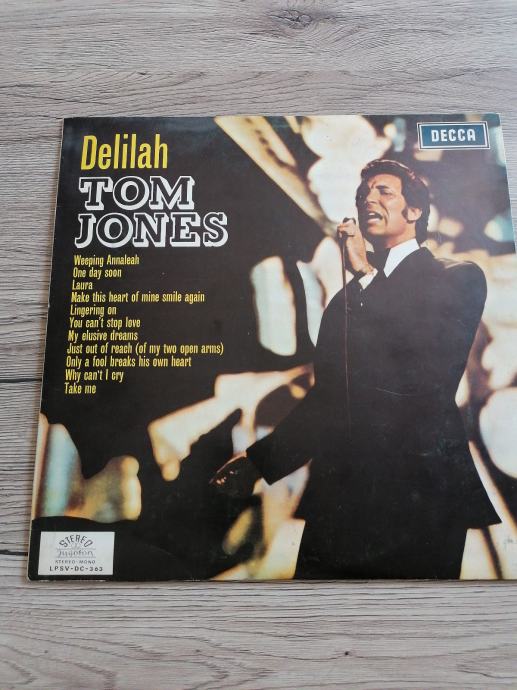 DECCA
Delilah
TOM
JONES
Weeping Annaleah
One day soon
Laura
Make this heart of mine smile again
Lingering on
You can't stop love
My elusive dreams
Just out of reach (of my two open arms)
Only a fool breaks his own heart
Why can't I cry
Take me
STEREO
Jugoton
STEREO-MONO
LPSV-DC-363